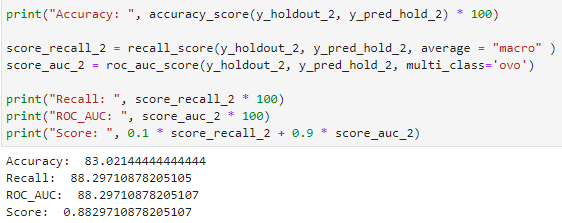 print("Accuracy: ", accuracy_score(y_holdout_2, y_pred_hold_2) * 100)
score_recall_2 = recall_score(y_holdout_2, y_pred_hold_2, average = "macro" )
score_auc_2 = roc_auc_score(y_holdout_2, y_pred_hold_2, multi_class='ovo')
print("Recall: ", score_recall_2 * 100)
print("ROC_AUC: ", score_auc_2 * 100)
print("Score: ", 0.1 * score_recall_2 + 0.9 * score_auc_2)
Accuracy:  83.02144444444444
Recall:  88.29710878205105
ROC_AUC:  88.29710878205107
Score:  0.8829710878205107